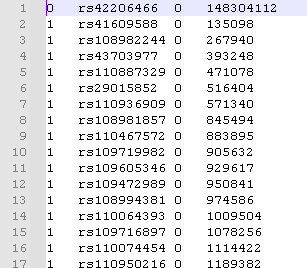 1 0 rs42206466 0 148304112
2 1 rs41609588 0 135098
3 1 rs108982244 0 267940
4 1 rs43703977 0 393248
5 1 rs110887329 0 471078
6 1 rs29015852 0 516404
7 1 rs110936909 0 571340
8 1 rs108981857 0 845494
9 1 rs110467572 0 883895
10 1 rs109719982 0 905632
11 1 rs109605346 0 929617
12 1 rs109472989 0 950841
13 1 rs108994381 0 974586
14 1 rs110064393 0 1009504
15 1 rs109716897 0 1078256
16 1 rs110074454 0 1114422
17 1 rs110950216 0 1189382